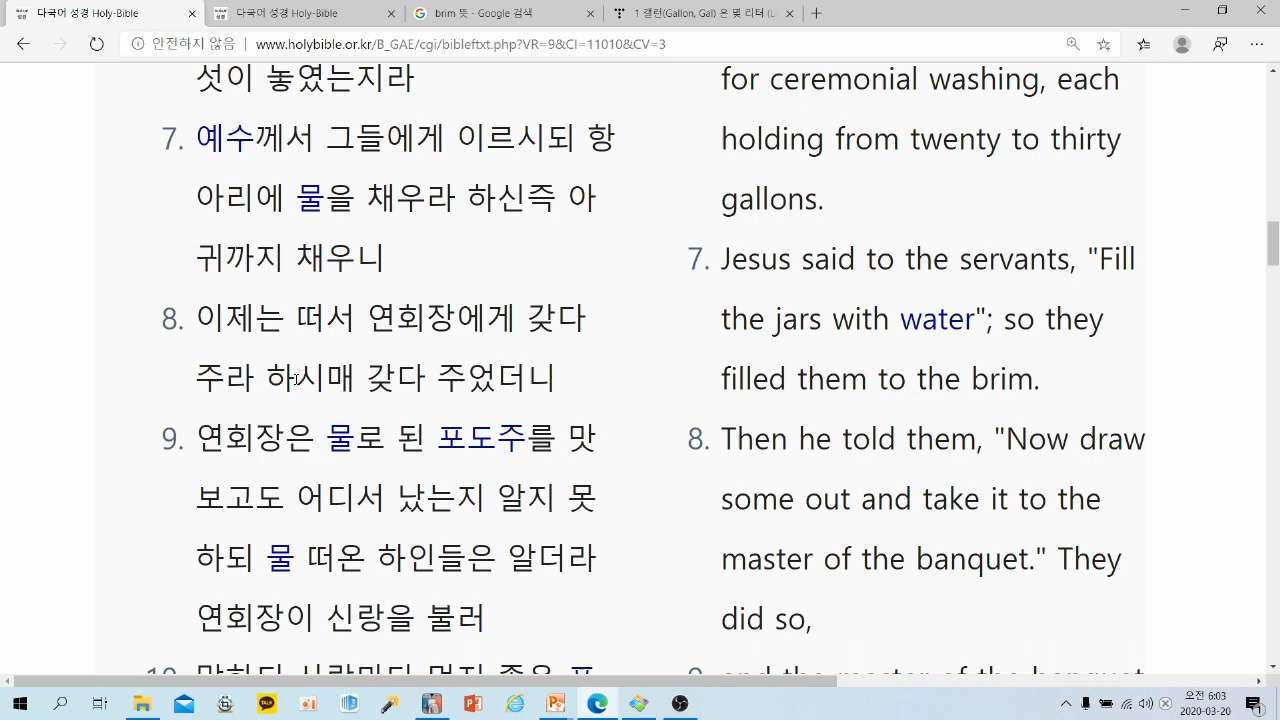 다국어 성경 Holy-Bible
다국어 성경 Holy-Bible
brim 뜻 - Google 검색
1 갤런(Gallon, Gal) 은 몇 리터
안전하지 않음
www.holybible.or.kr/B_GAE/cgi/bibleftxt.php?VR=9&CI=11010&CV=3
섯이 놓였는지라
7. 예수께서 그들에게 이르시되 항
아리에 물을 채우라 하신즉 아
귀까지 채우니
8. 이제는 떠서 연회장에게 갖다
주라 하시매 갖다 주었더니
9. 연회장은 물로 된 포도주를 맛
보고도 어디서 났는지 알지 못
하되 물 떠온 하인들은 알더라
연회장이 신랑을 불러
for ceremonial washing, each
holding from twenty to thirty
gallons.
7. Jesus said to the servants, "Fill
the jars with water"; so they
filled them to the brim.
8. Then he told them, "Now draw
some out and take it to the
master of the banquet." They
did so,
오전 6:03
2020-03-20